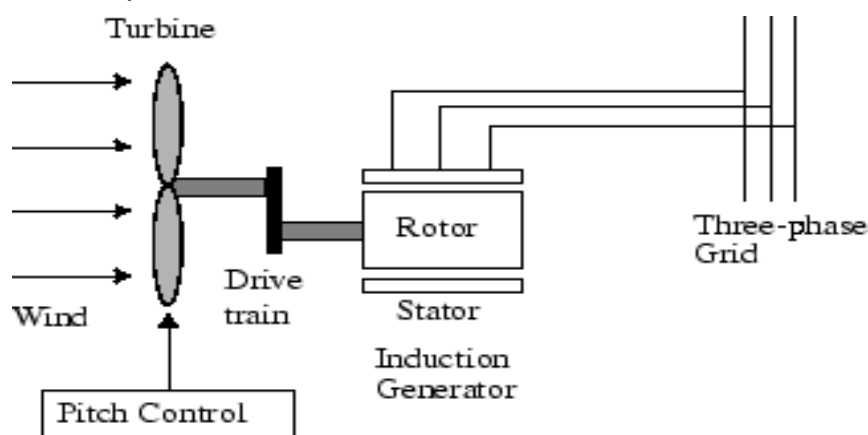 Turbine
Wind
Drive
train
Rotor
Stator
Induction
Generator
Three-phase
Grid
Pitch Control